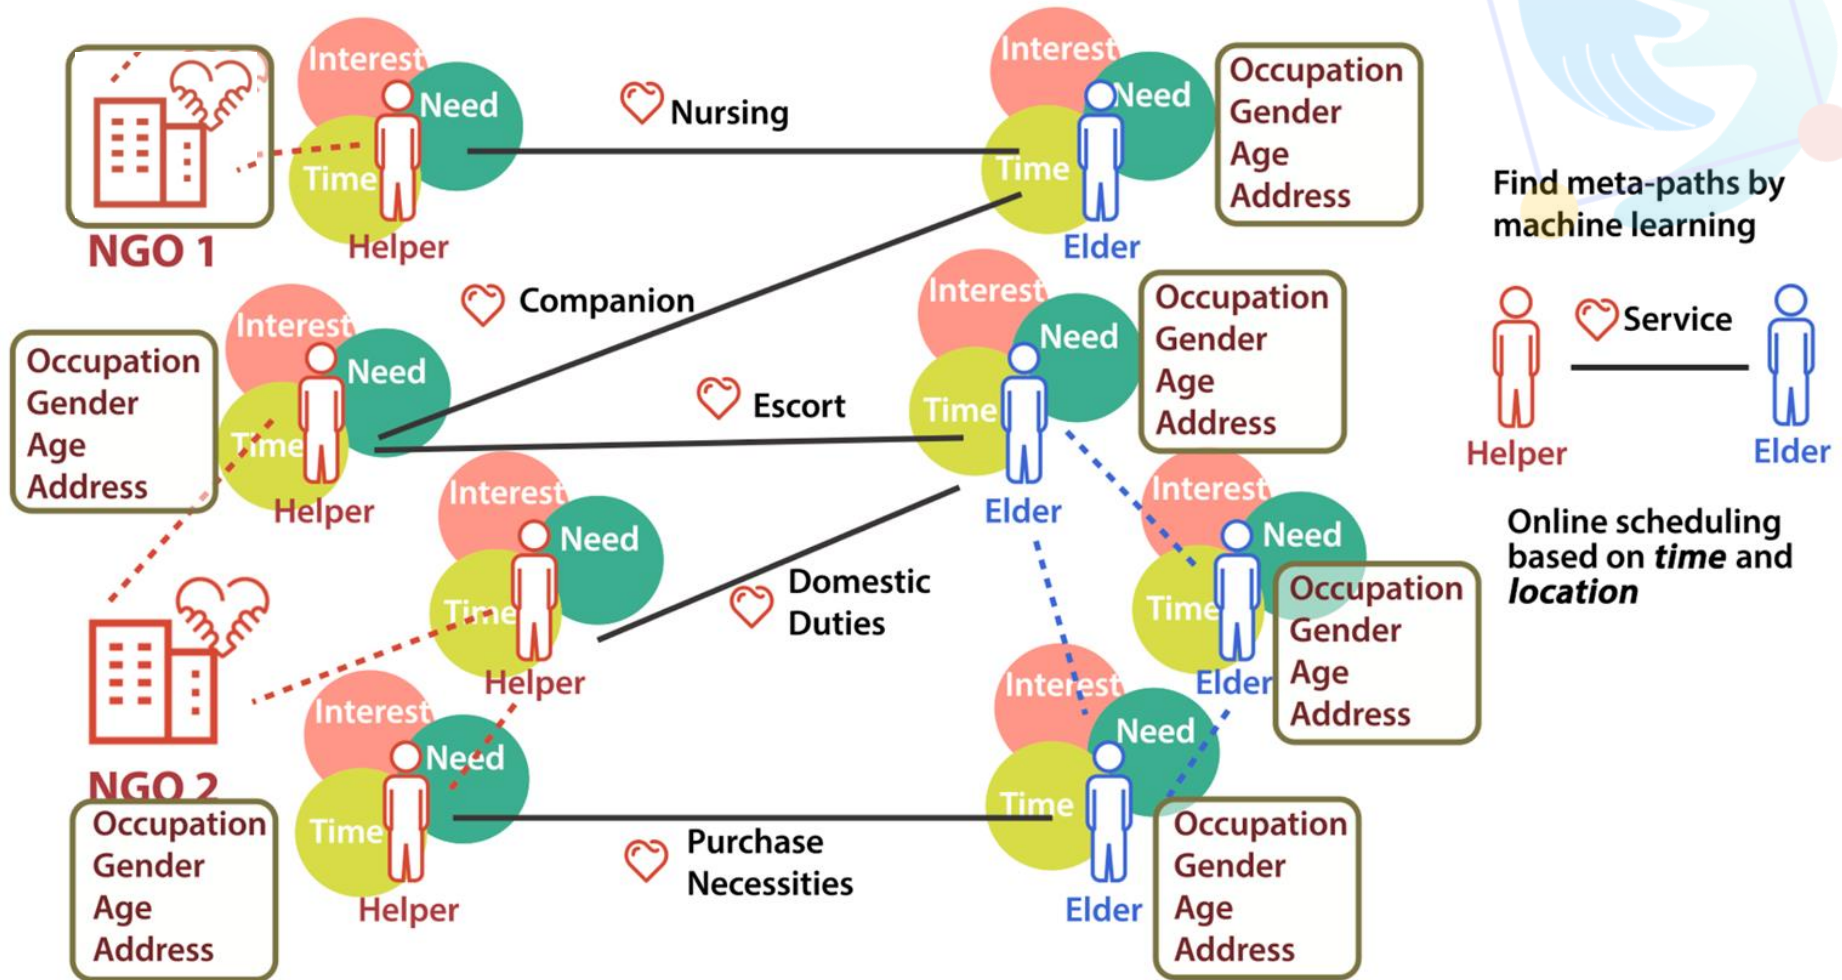 Interest
Need
Time
Helper
NGO 1
Nursing
Interest
Need
Time
Elder
Occupation
Gender
Age
Address
Find meta-paths by
machine learning
Companion
Occupation
Gender
Age
Address
Interest
Need
Time
Helper
Escort
Interest
Need
Time
Elder
Occupation
Gender
Age
Address
Service
Helper
Elder
Interest
Need
Time
Helper
Domestic
Duties
Interest
Need
Time
Elder
Occupation
Gender
Age
Address
Online scheduling
based on time and
location
NGO 2
Occupation
Gender
Age
Address
Interest
Need
Time
Helper
Purchase
Necessities
Interest
Need
Time
Elder
Occupation
Gender
Age
Address